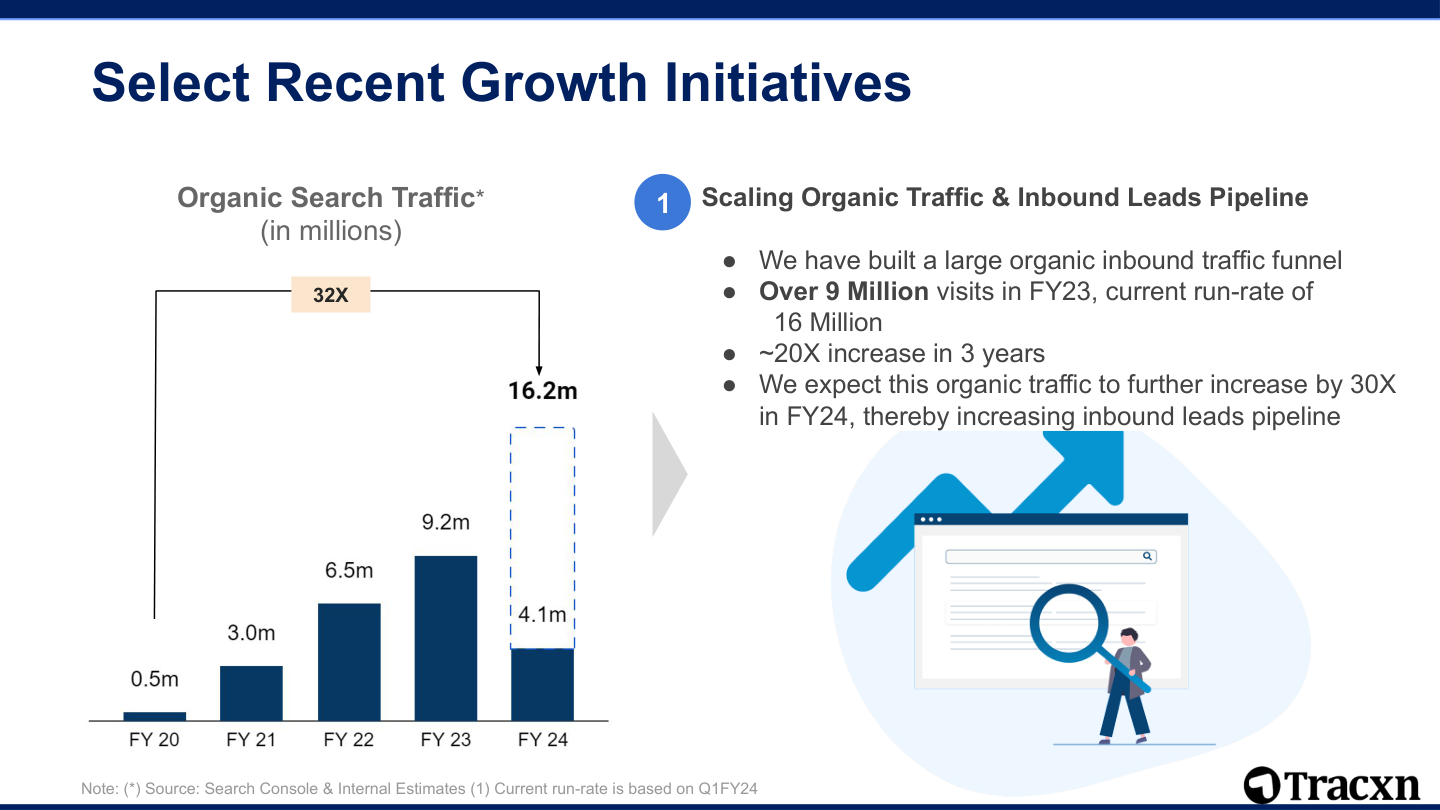 Select Recent Growth Initiatives
Organic Search Traffic*
(in millions)
32X
16.2m
9.2m
6.5m
4.1m
3.0m
0.5m
FY 20 FY 21 FY 22 FY 23 FY 24
1 Scaling Organic Traffic & Inbound Leads Pipeline
● We have built a large organic inbound traffic funnel
● Over 9 Million visits in FY23, current run-rate of
16 Million
● ~20X increase in 3 years
● We expect this organic traffic to further increase by 30X
in FY24, thereby increasing inbound leads pipeline
Note: (*) Source: Search Console & Internal Estimates (1) Current run-rate is based on Q1FY24
Tracxn